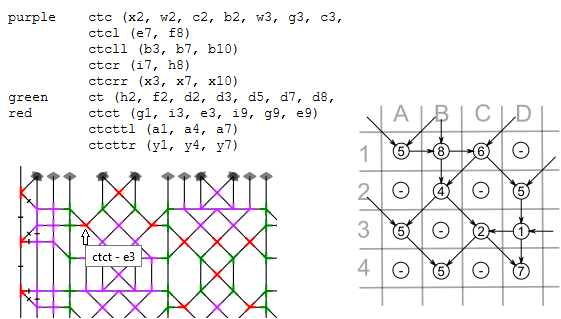 purple ctc (x2, w2, c2, b2, w3, g3, c3,
ctcl (e7, f8)
ctcll (b3, b7, b10)
ctcr (i7, h8)
ctcrr (x3, x7, x10)
green ct (h2, f2, d2, d3, d5, d7, d8,
red ctct (g1, i3, e3, i9, g9, e9)
ctcttl (a1, a4, a7)
ctcttr (y1, y4, y7)
ctct - e3
A B C D
1 5 8 6 -
2 - 4 - 5
3 5 - 2 1
4 - 5 - 7